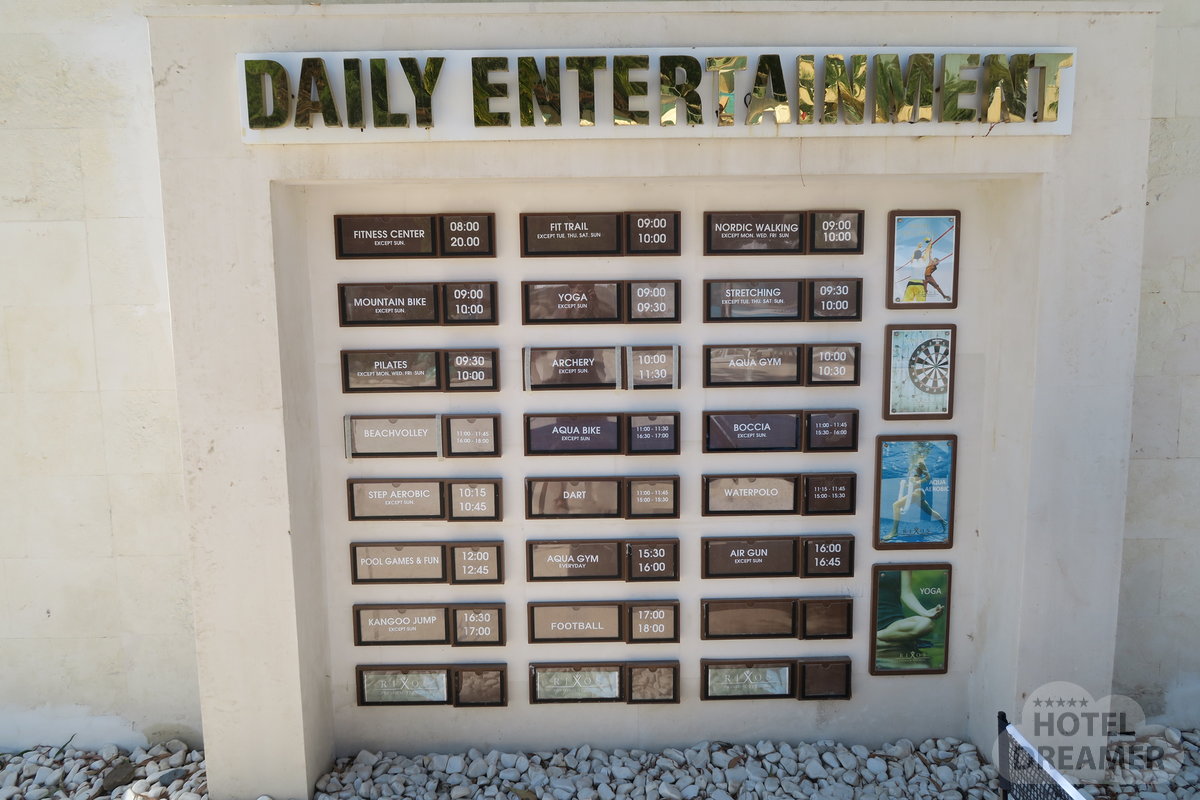 DAILY ENTERTAINMENT
FITNESS CENTER
EXCEPT SUN.
08:00
20.00
FIT TRAIL
EXCEPT TUE. THU. SAT. SUN
09:00
10:00
NORDIC WALKING
EXCEPT MON. WED. FRI. SUN
09:00
10:00
MOUNTAIN BIKE
EXCEPT SUN.
09:00
10:00
YOGA
EXCEPT SUN
09:00
09:30
STRETCHING
EXCEPT TUE. THU. SAT. SUN
09:30
10:00
PILATES
EXCEPT MON. WED. FRI. SUN
09:30
10:00
ARCHERY
EXCEPT SUN.
10:00
11:30
AQUA GYM
10:00
10:30
BEACHVOLLEY
11:00 - 11:45
16:00 - 18:00
AQUA BIKE
EXCEPT SUN
11:00 - 11:30
16:30 - 17:00
BOCCIA
EXCEPT SUN.
11:00 - 11:45
15:30 - 16:00
STEP AEROBIC
EXCEPT SUN
10:15
10:45
DART
11:00 - 11:45
15:00 - 15:30
WATERPOLO
11:15 - 11:45
15:00 - 15:30
POOL GAMES & FUN
12:00
12:45
AQUA GYM
EVERYDAY
15:30
16:00
AIR GUN
EXCEPT SUN
16:00
16:45
KANGOO JUMP
EXCEPT SUN
16:30
17:00
FOOTBALL
17:00
18:00
RIXOS
RIXOS
RIXOS
AQUA
AEROBIC
RIXOS
YOGA
RIXOS
HOTEL
DREAMER